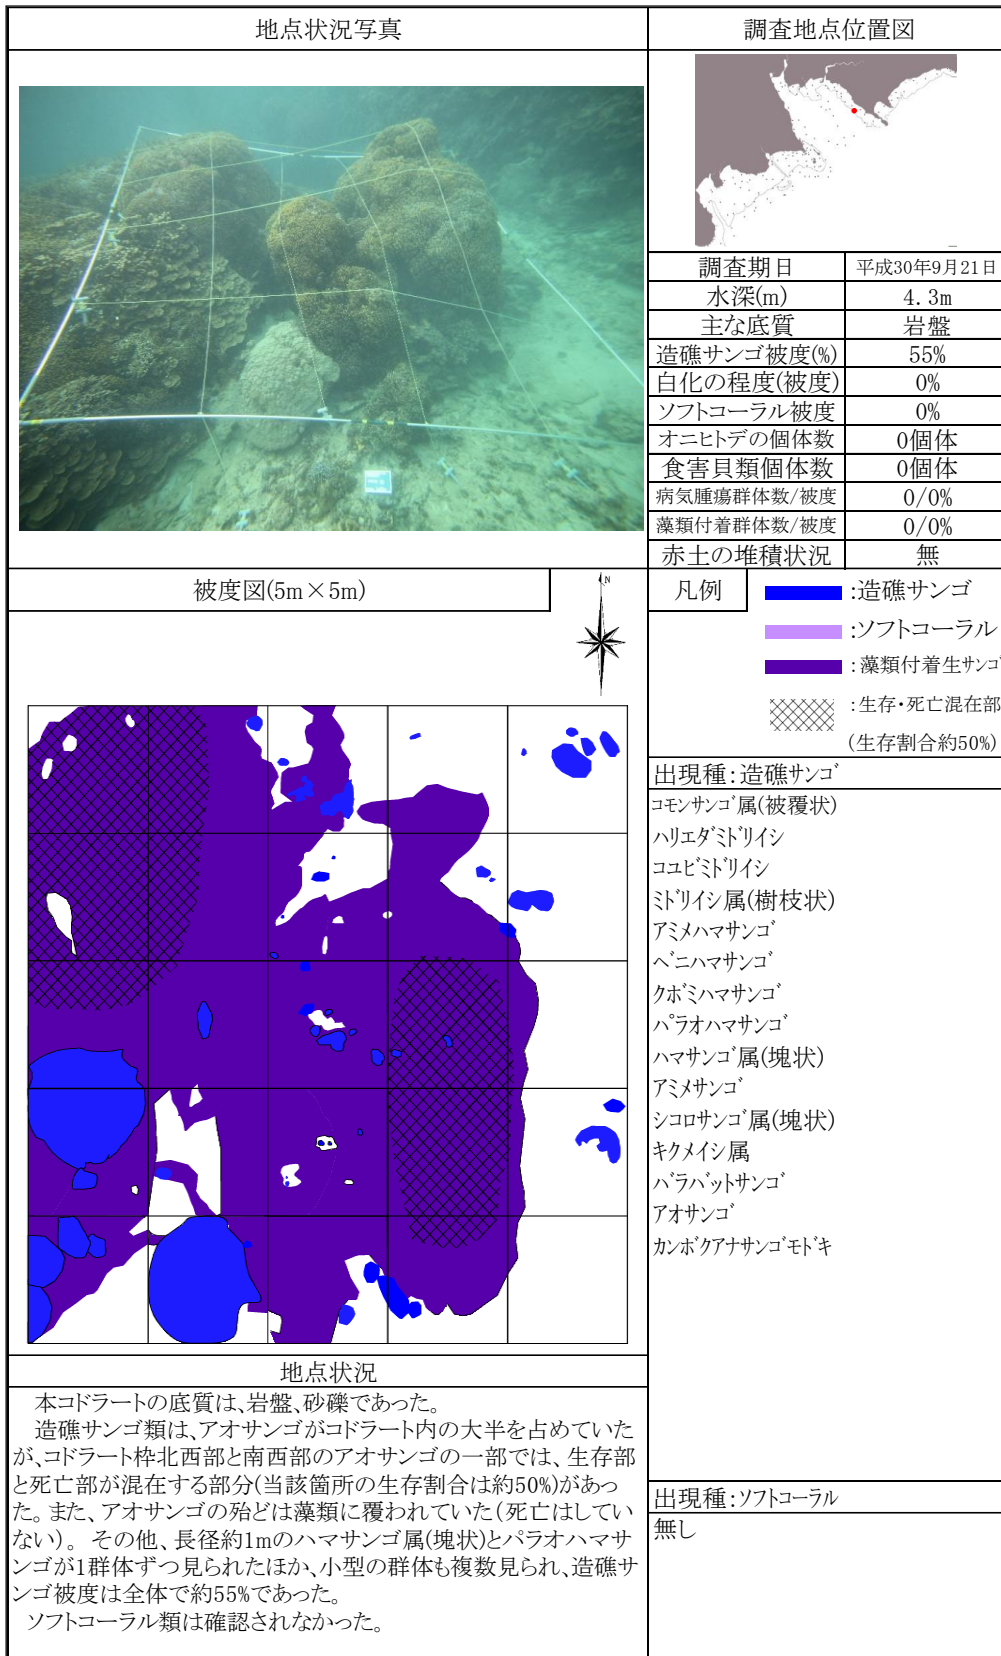 地点状況写真
調査地点位置図
調査期日 平成30年9月21日
水深(m) 4.3m
主な底質 岩盤
造礁サンゴ被度(%) 55%
白化の程度(被度) 0%
ソフトコーラル被度 0%
オニヒトデの個体数 0個体
食害貝類個体数 0個体
病気腫瘍群体数/被度 0/0%
藻類付着群体数/被度 0/0%
赤土の堆積状況 無
被度図(5m×5m)
N
凡例
:造礁サンゴ
:ソフトコーラル
:藻類付着生サンゴ
:生存・死亡混在部
(生存割合約50%)
出現種:造礁サンゴ
コモンサンゴ属(被覆状)
ハリエダミドリイシ
コユビミドリイシ
ミドリイシ属(樹枝状)
アミメハマサンゴ
ベニハマサンゴ
クボミハマサンゴ
パラオハマサンゴ
ハマサンゴ属(塊状)
アミメサンゴ
シコロサンゴ属(塊状)
キクメイシ属
バラバットサンゴ
アオサンゴ
カンボクアナサンゴモドキ
地点状況
本コドラートの底質は、岩盤、砂礫であった。
造礁サンゴ類は、アオサンゴがコドラート内の大半を占めていた
が、コドラート枠北西部と南西部のアオサンゴの一部では、生存部
と死亡部が混在する部分(当該箇所の生存割合は約50%)があっ
た。また、アオサンゴの殆どは藻類に覆われていた(死亡はしてい
ない)。その他、長径約1mのハマサンゴ属(塊状)とパラオハマサ
ンゴが1群体ずつ見られたほか、小型の群体も複数見られ、造礁サ
ンゴ被度は全体で約55%であった。
ソフトコーラル類は確認されなかった。
出現種:ソフトコーラル
無し